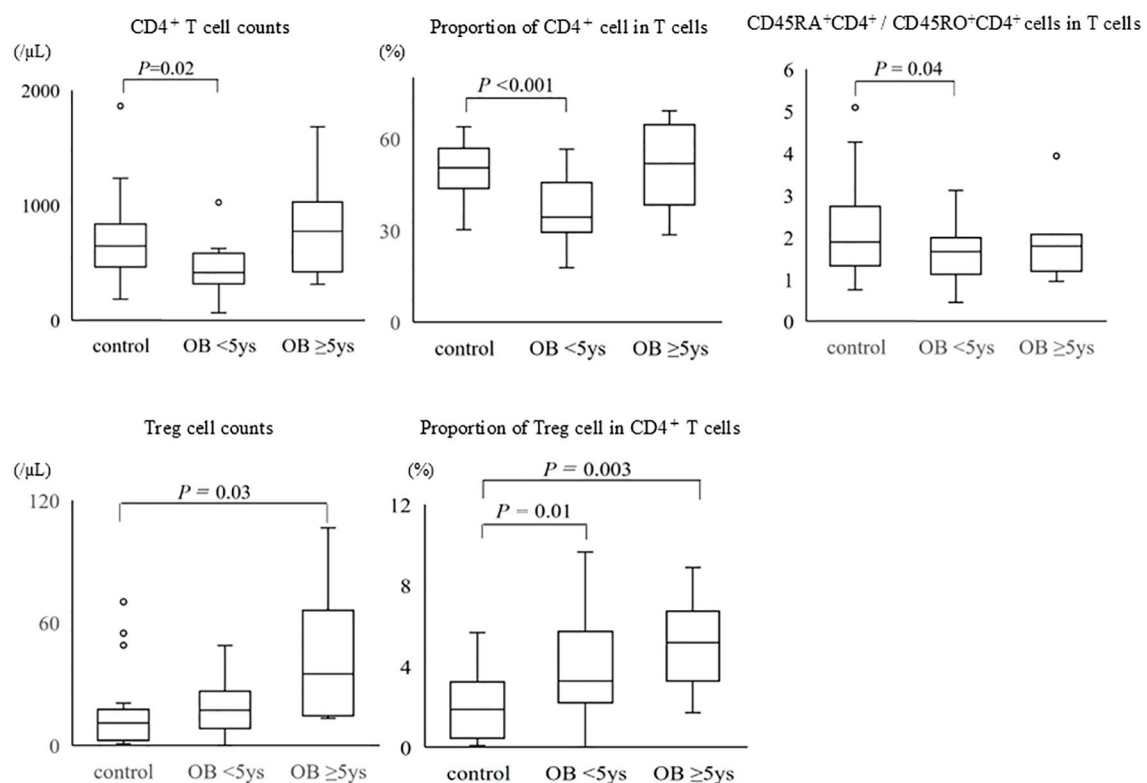 CD4⁺ T cell counts
(/µL)
P=0.02
2000
1000
0
control OB <5ys OB ≥5ys
Proportion of CD4⁺ cell in T cells
(%)
P <0.001
60
30
0
control OB <5ys OB ≥5ys
CD45RA⁺CD4⁺ / CD45RO⁺CD4⁺ cells in T cells
P = 0.04
6
5
4
3
2
1
0
control OB <5ys OB ≥5ys
Treg cell counts
(/µL)
P = 0.03
120
60
0
control OB <5ys OB ≥5ys
Proportion of Treg cell in CD4⁺ T cells
(%)
P = 0.003
P = 0.01
12
8
4
0
control OB <5ys OB ≥5ys